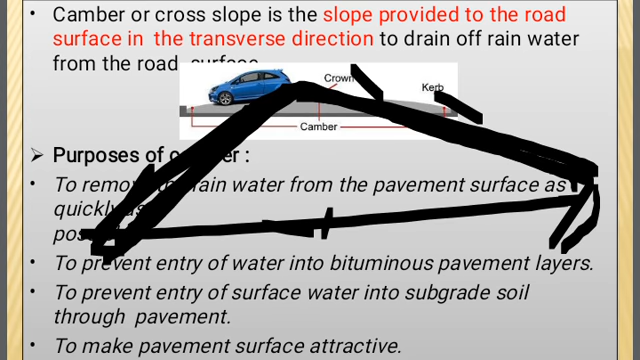 • Camber or cross slope is the slope provided to the road
surface in the transverse direction to drain off rain water
from the road surface
Crown
Kerb
Camber
➤ Purposes of :
• To rain water from the pavement surface as
quickly
• To prevent entry of water into bituminous pavement layers.
• To prevent entry of surface water into subgrade soil
through pavement.
• To make pavement surface attractive.